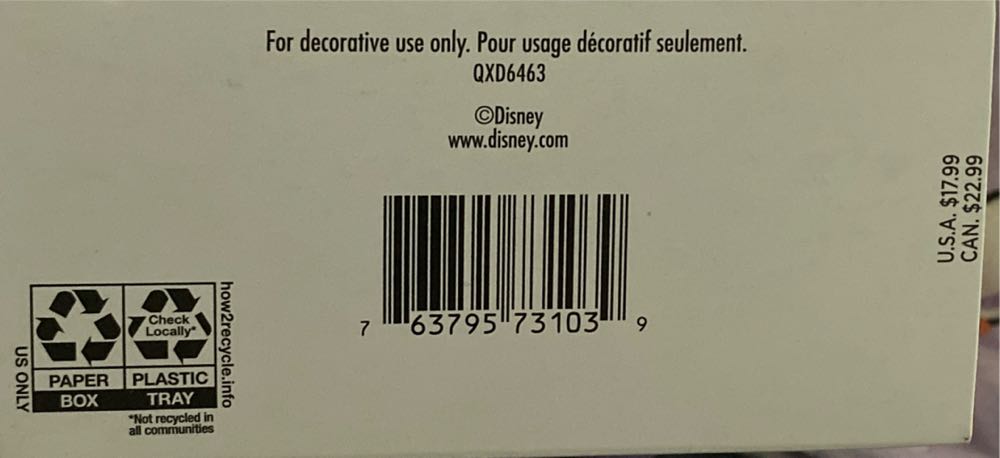 For decorative use only. Pour usage décoratif seulement.
QXD6463
©Disney
www.disney.com
U.S.A. $17.99
CAN. $22.99
7 63795 73103 9
US ONLY
Check
Locally*
PAPER
PLASTIC
BOX
TRAY
how2recycle.info
*Not recycled in
all communities